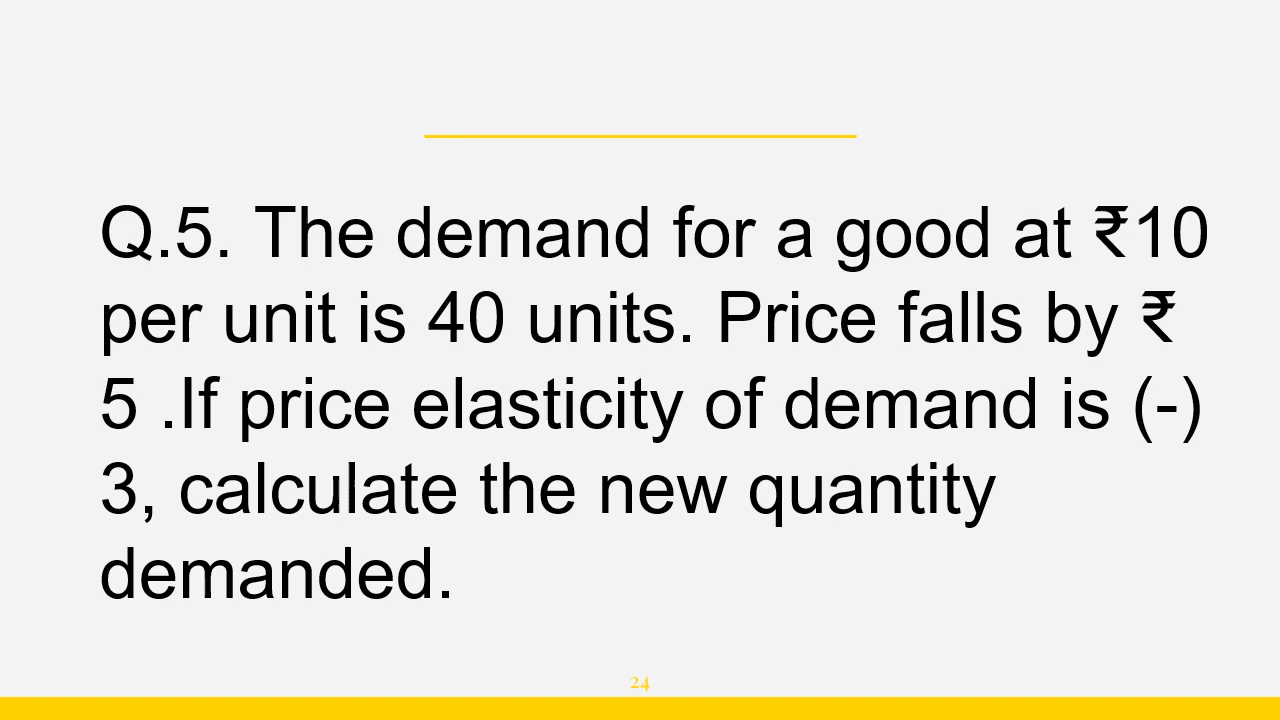 Q.5. The demand for a good at ₹10
per unit is 40 units. Price falls by ₹
5 .If price elasticity of demand is (-)
3, calculate the new quantity
demanded.
24